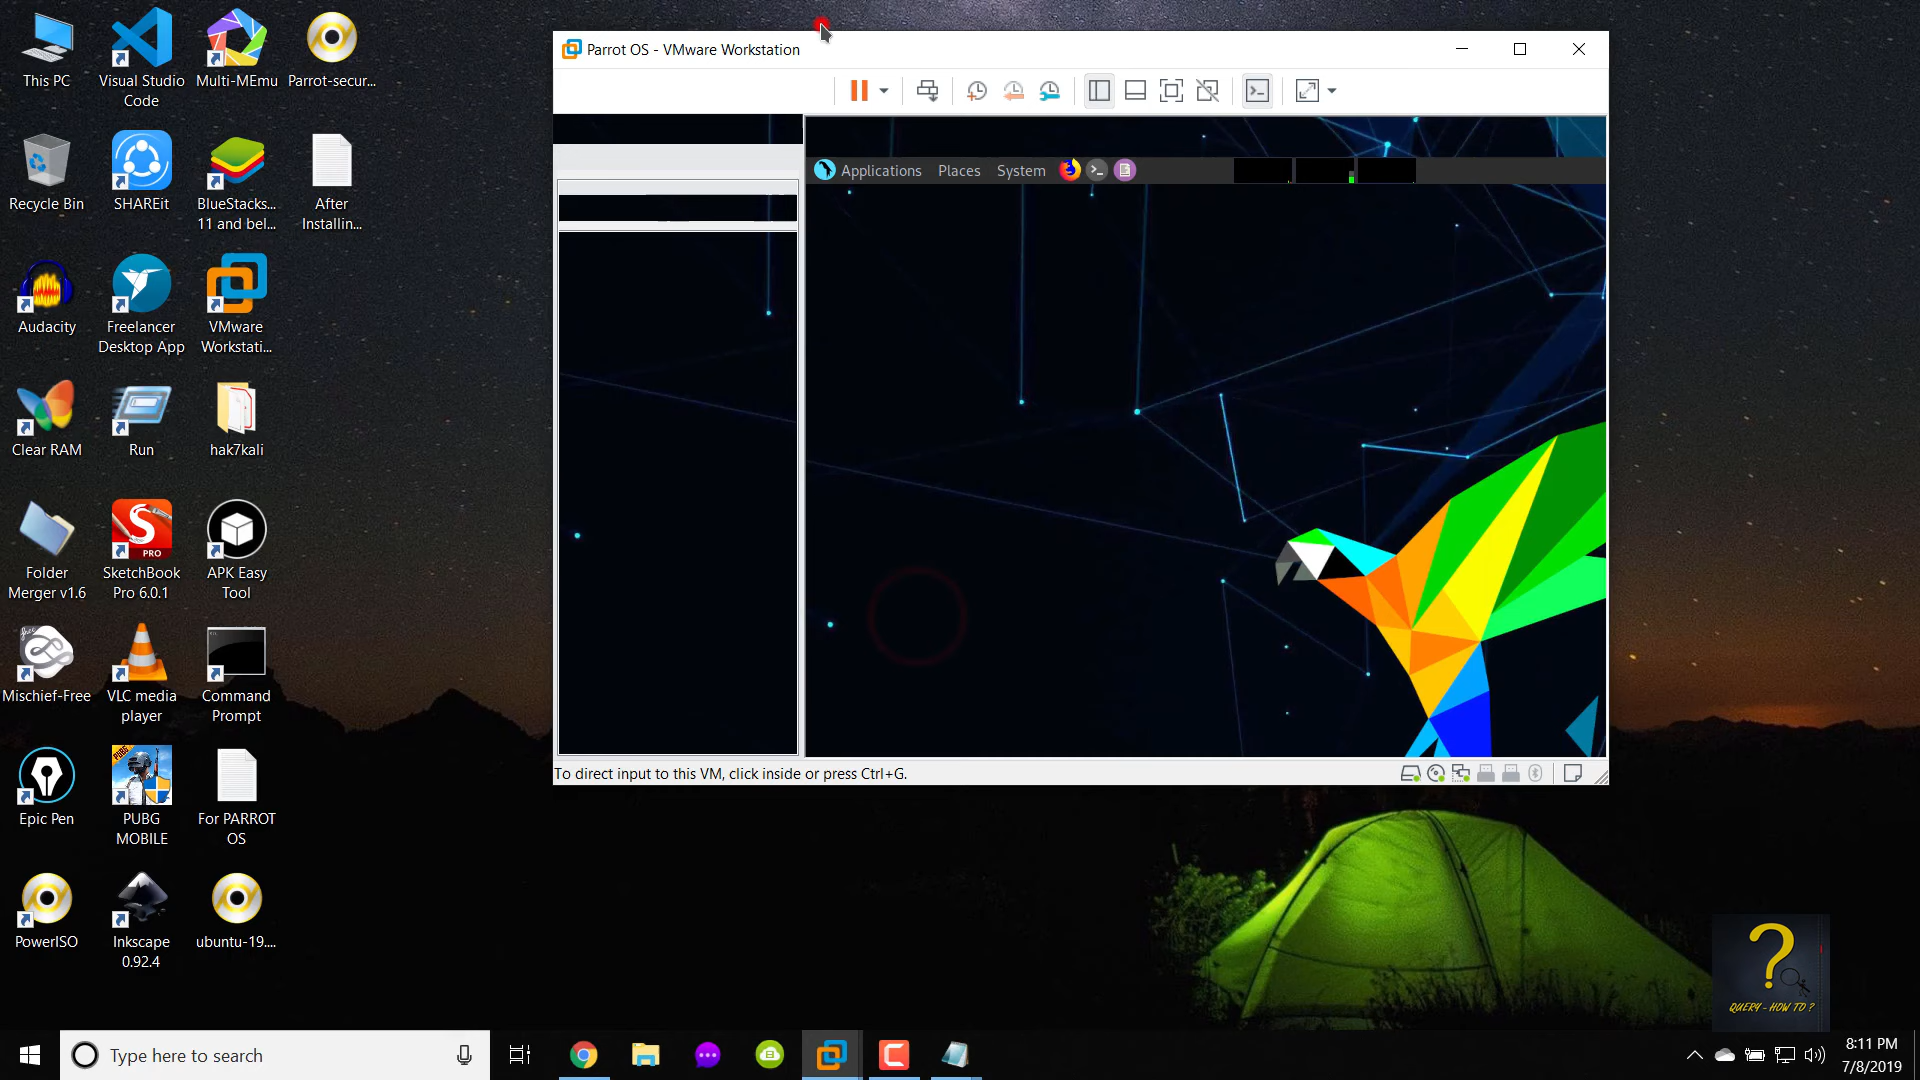 This PC
Visual Studio
Code
Multi-MEmu
Parrot-secur...
Recycle Bin
SHAREit
BlueStacks...
11 and bel...
After
Installin...
Audacity
Freelancer
Desktop App
VMware
Workstati...
Clear RAM
Run
hak7kali
Folder
Merger v1.6
SketchBook
Pro 6.0.1
PRO
APK Easy
Tool
Mischief-Free
VLC media
player
Command
Prompt
Epic Pen
PUBG
MOBILE
For PARROT
OS
PowerISO
Inkscape
0.92.4
ubuntu-19....
Parrot OS - VMware Workstation
Applications Places System
To direct input to this VM, click inside or press Ctrl+G.
QUERY - HOW TO ?
Type here to search
8:11 PM
7/8/2019